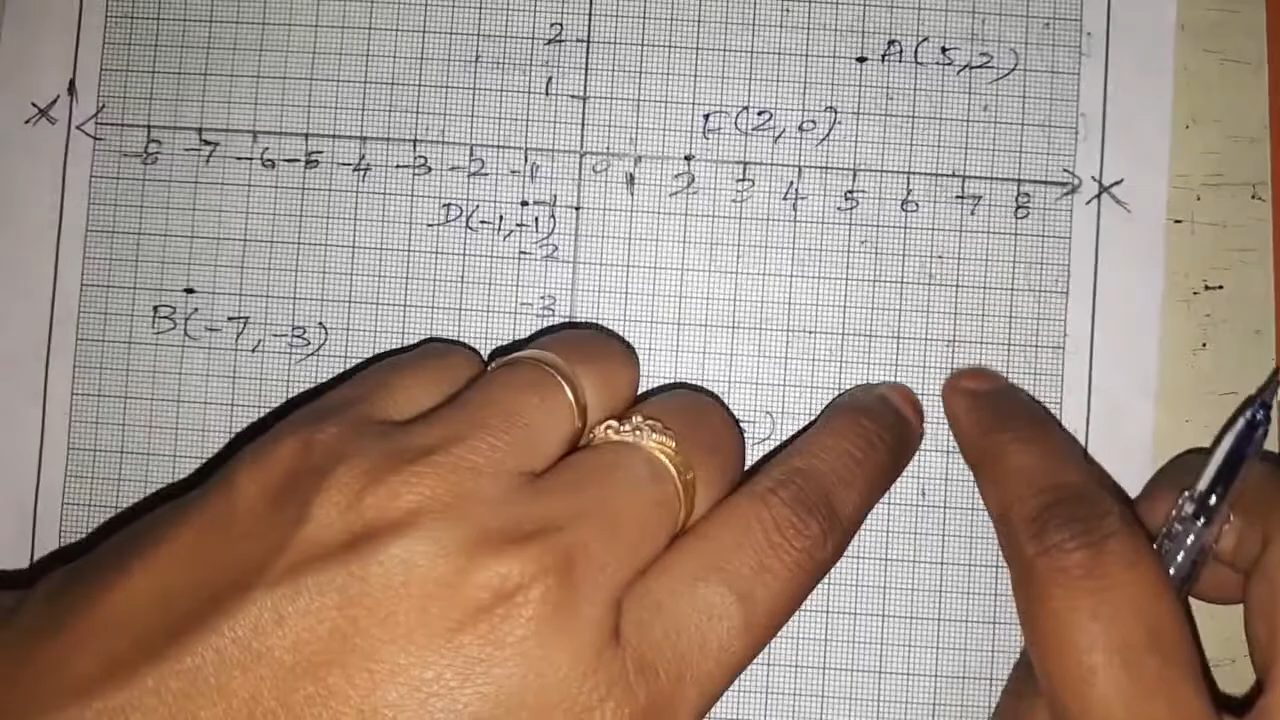 2
A(5,2)
1
E(2,0)
X'
-8 -7 -6 -5 -4 -3 -2 -1 0 1 2 3 4 5 6 7 8
X
-1
D(-1,-1)
-2
-3
B(-7,-3)